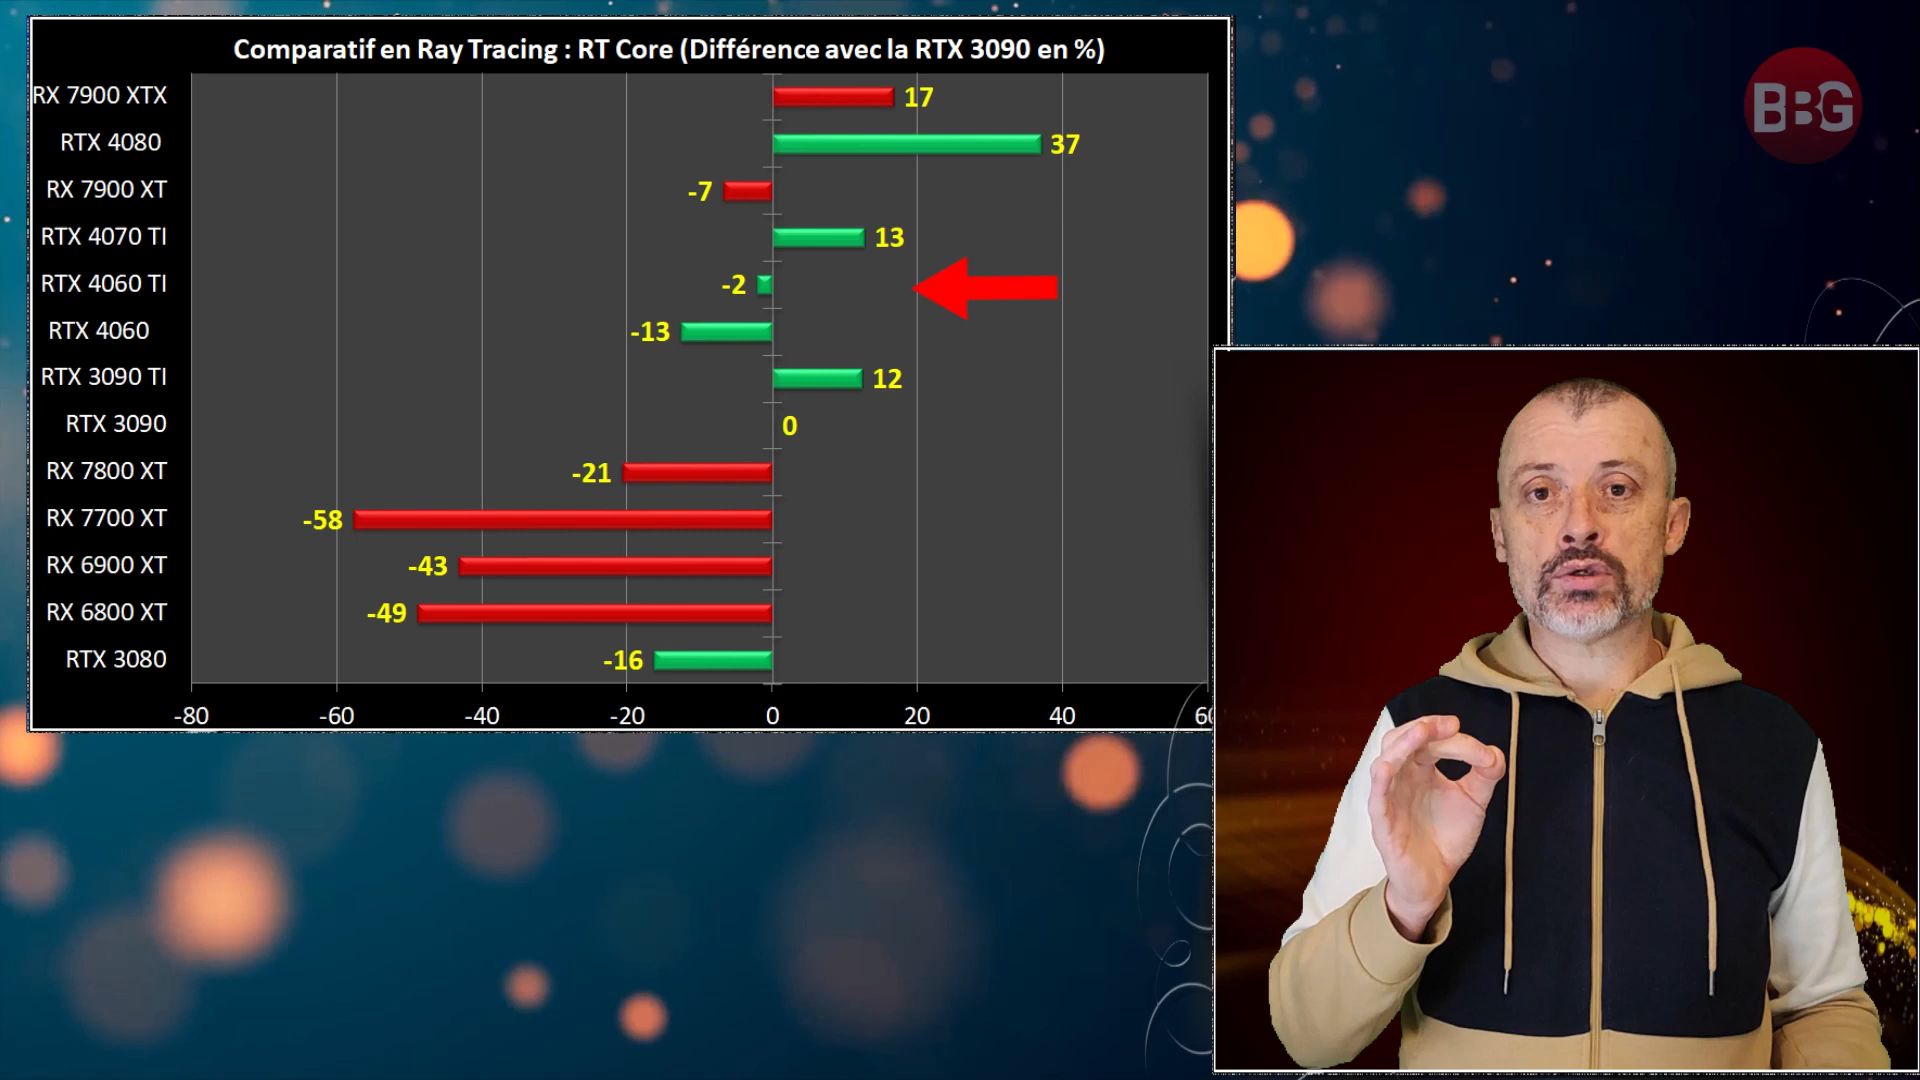 Comparatif en Ray Tracing : RT Core (Différence avec la RTX 3090 en %)
RX 7900 XTX 17
RTX 4080 37
RX 7900 XT -7
RTX 4070 TI 13
RTX 4060 TI -2
RTX 4060 -13
RTX 3090 TI 12
RTX 3090 0
RX 7800 XT -21
RX 7700 XT -58
RX 6900 XT -43
RX 6800 XT -49
RTX 3080 -16
-80 -60 -40 -20 0 20 40
BBG